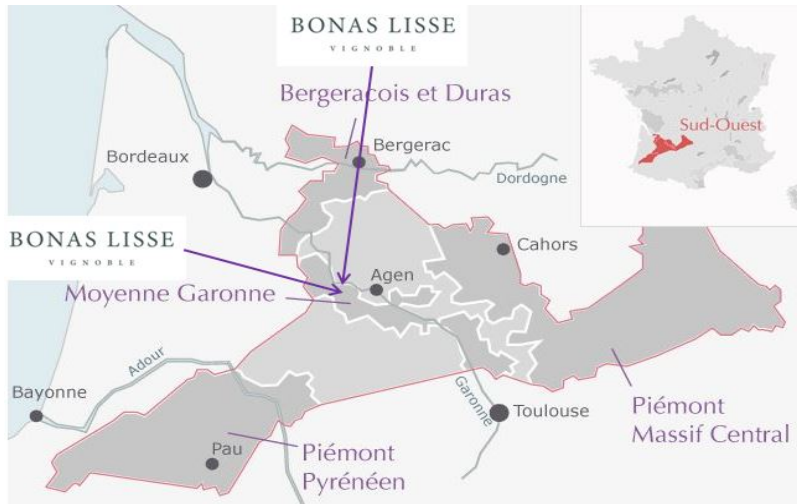 BONAS LISSE
VIGNOBLE
Bergeracois et Duras
Sud-Ouest
Bordeaux
Bergerac
Dordogne
BONAS LISSE
VIGNOBLE
Cahors
Agen
Moyenne Garonne
Adour
Bayonne
Garonne
Toulouse
Piémont
Massif Central
Pau
Piémont
Pyrénéen